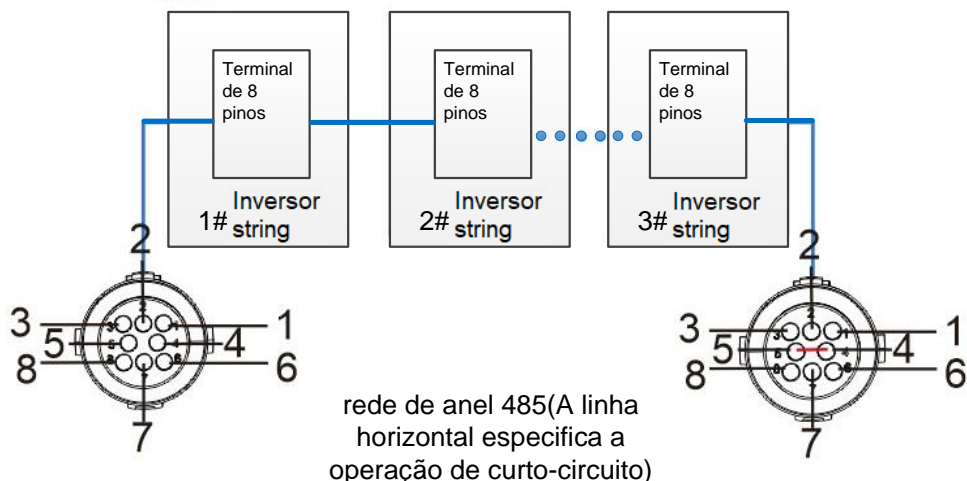 Terminal
de 8
pinos
Terminal
de 8
pinos
Terminal
de 8
pinos
1# Inversor
string
2# Inversor
string
3# Inversor
string
2
3
1
5
4
8
6
7
2
3
1
5
4
8
6
7
rede de anel 485(A linha
horizontal especifica a
operação de curto-circuito)